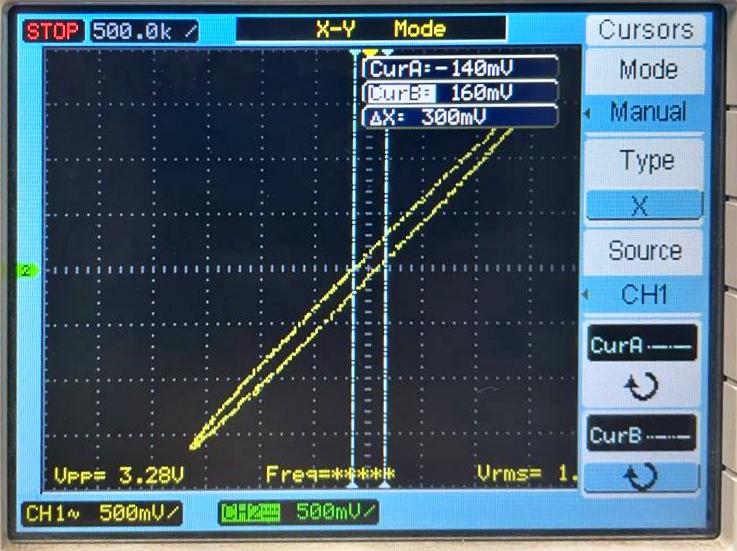 STOP 500.0k / X-Y Mode Cursors
CurA=-140mV
CurB= 160mV
ΔX= 300mV
Mode
Manual
Type
X
Source
CH1
CurA
CurB
2
Vpp= 3.28V Freq=***** Vrms= 1.
CH1~ 500mV/ CH2 500mV/